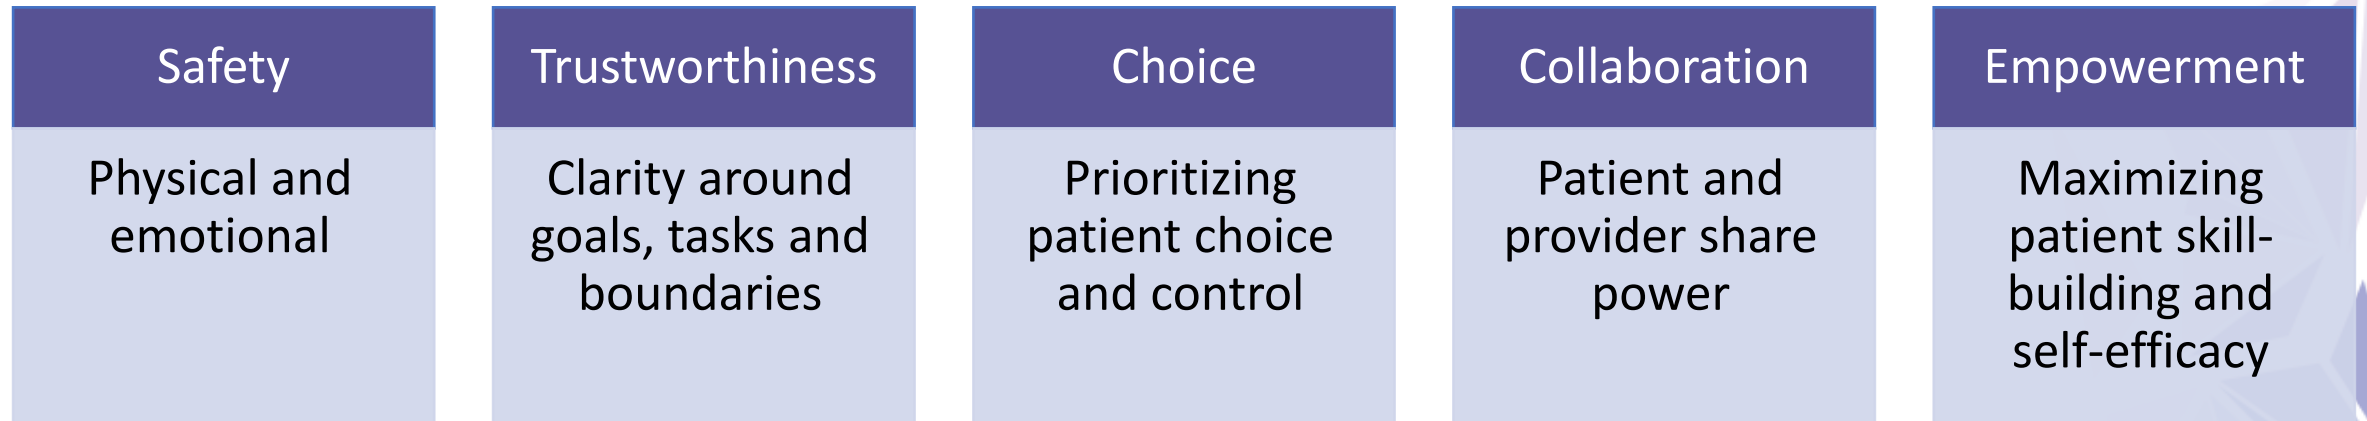 Safety
Physical and
emotional
Trustworthiness
Clarity around
goals, tasks and
boundaries
Choice
Prioritizing
patient choice
and control
Collaboration
Patient and
provider share
power
Empowerment
Maximizing
patient skill-
building and
self-efficacy